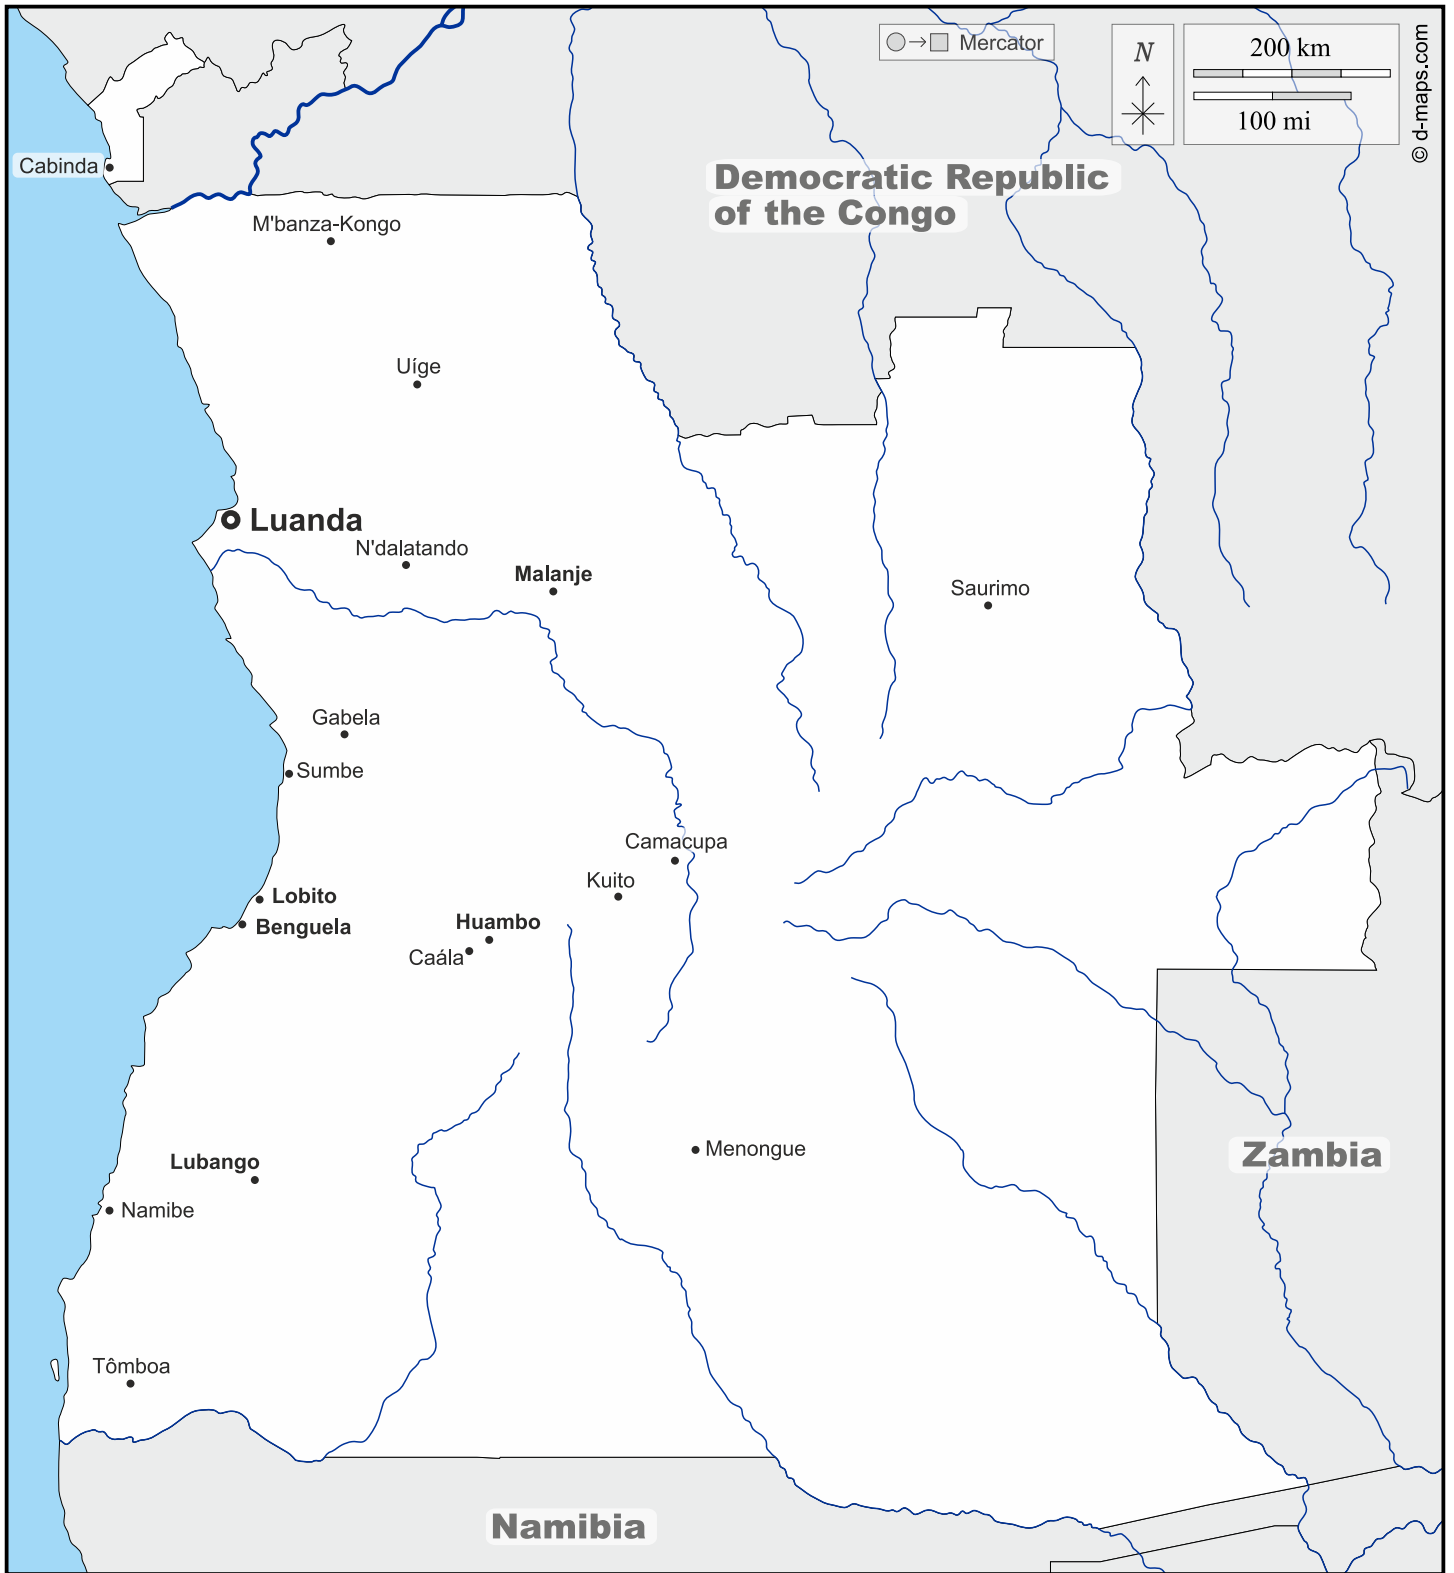 Mercator
N
200 km
100 mi
© d-maps.com
Cabinda
Democratic Republic
of the Congo
M'banza-Kongo
Uíge
Luanda
N'dalatando
Malanje
Saurimo
Gabela
Sumbe
Camacupa
Kuito
Lobito
Benguela
Huambo
Caála
Menongue
Zambia
Lubango
Namibe
Tômboa
Namibia